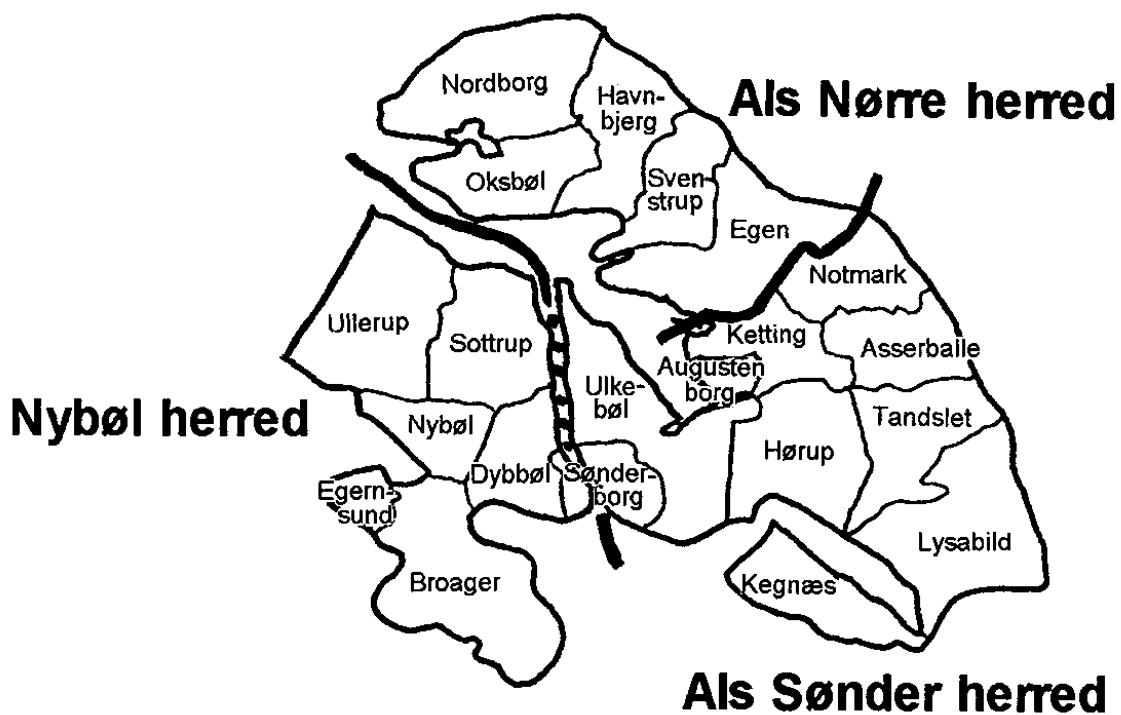 Nordborg
Havn-
bjerg
Als Nørre herred
Oksbøl
Sven-
strup
Egen
Notmark
Ullerup
Sottrup
Ketting
Asserballe
Augusten
borg
Ulke-
bøl
Nybøl herred
Nybøl
Tandslet
Hørup
Dybbøl
Sønder-
borg
Egern-
sund
Lysabild
Broager
Kegnæs
Als Sønder herred